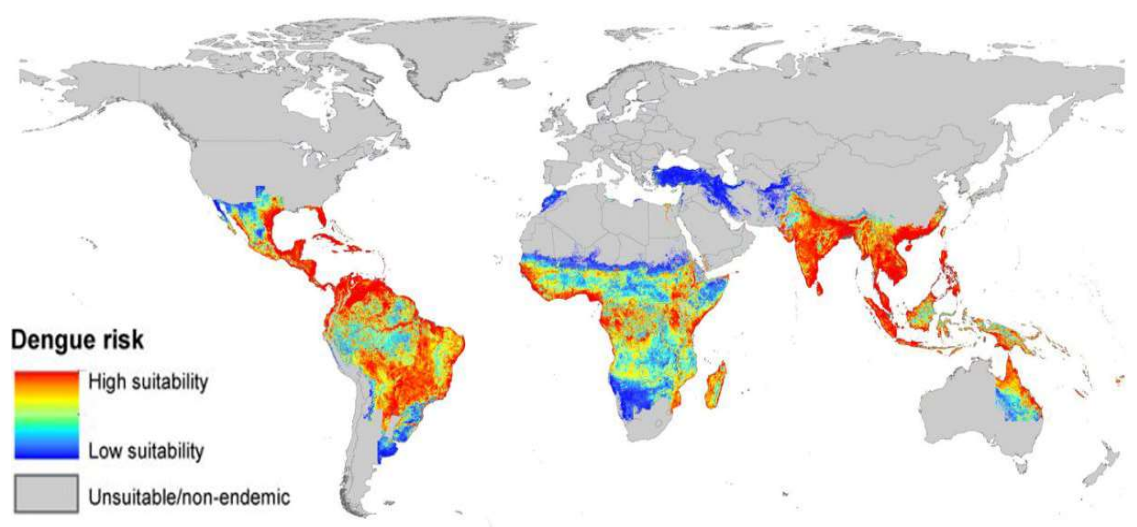 Dengue risk
High suitability
Low suitability
Unsuitable/non-endemic